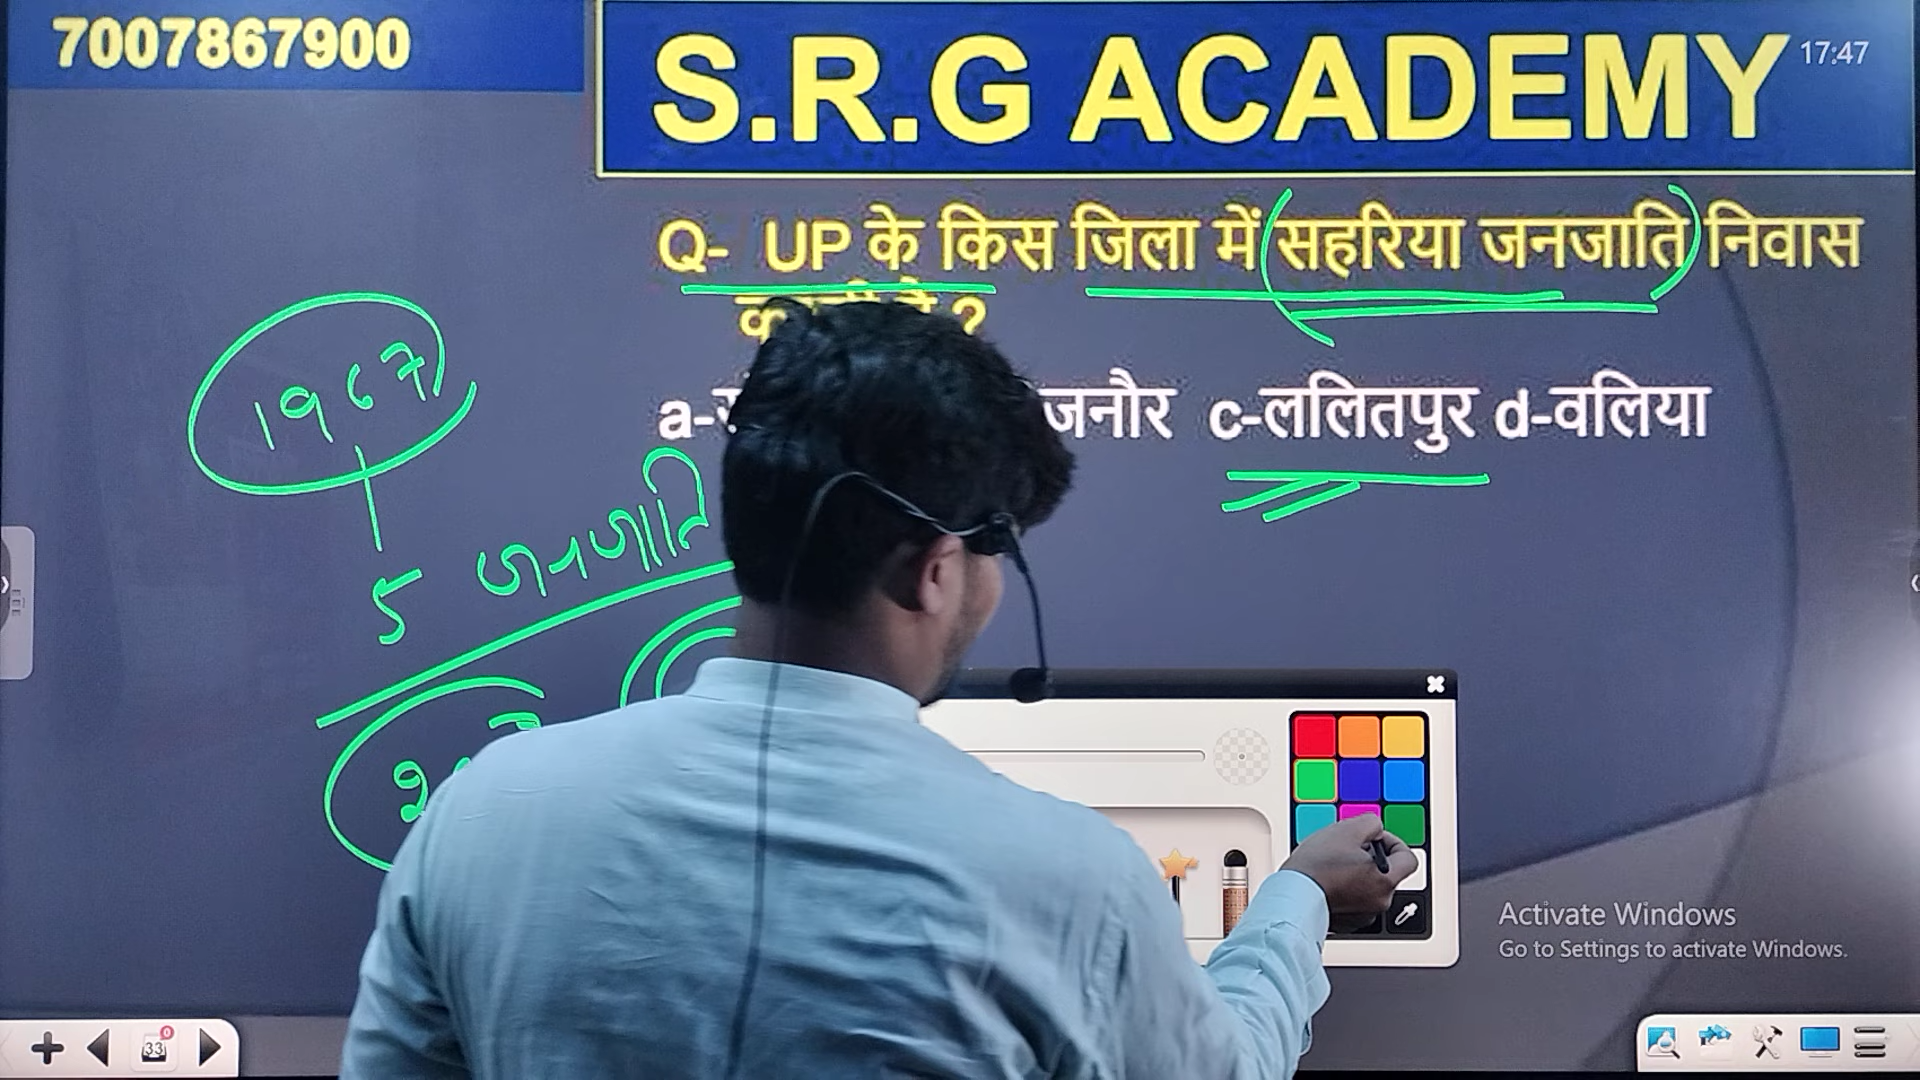 7007867900
S.R.G ACADEMY
17:47
Q- UP के किस जिला में (सहरिया जनजाति) निवास
?
a- जनौर c-ललितपुर d-वलिया
1967
5 जनजाति
33
0
Activate Windows
Go to Settings to activate Windows.